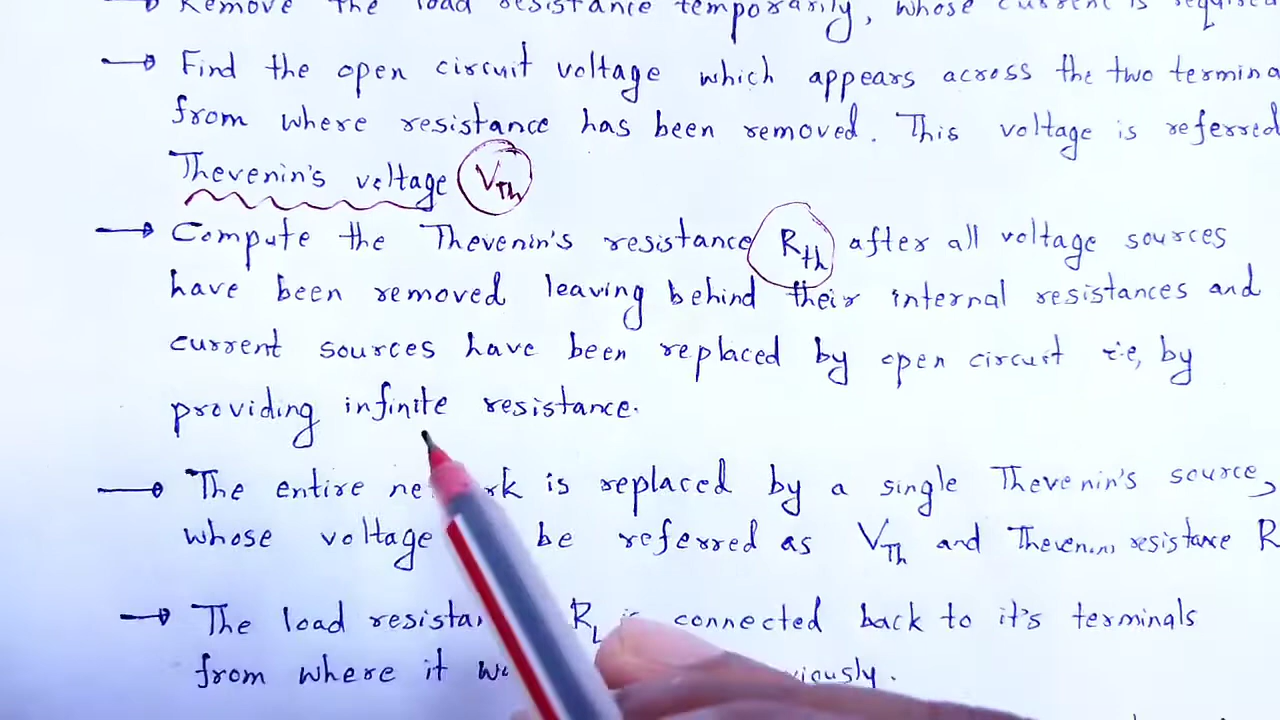 Remove the load resistance temporarily, whose current is
Find the open circuit voltage which appears across the two
from where resistance has been removed. This voltage is referred
Thevenin's voltage VTh
Compute the Thevenin's resistance Rth after all voltage sources
have been removed leaving behind their internal resistances and
current sources have been replaced by open circuit i.e, by
providing infinite resistance.
The entire is replaced by a single Thevenin's source,
whose voltage be referred as VTh and Thevenin's resistance R
The load RL is connected back to it's terminals
from where it